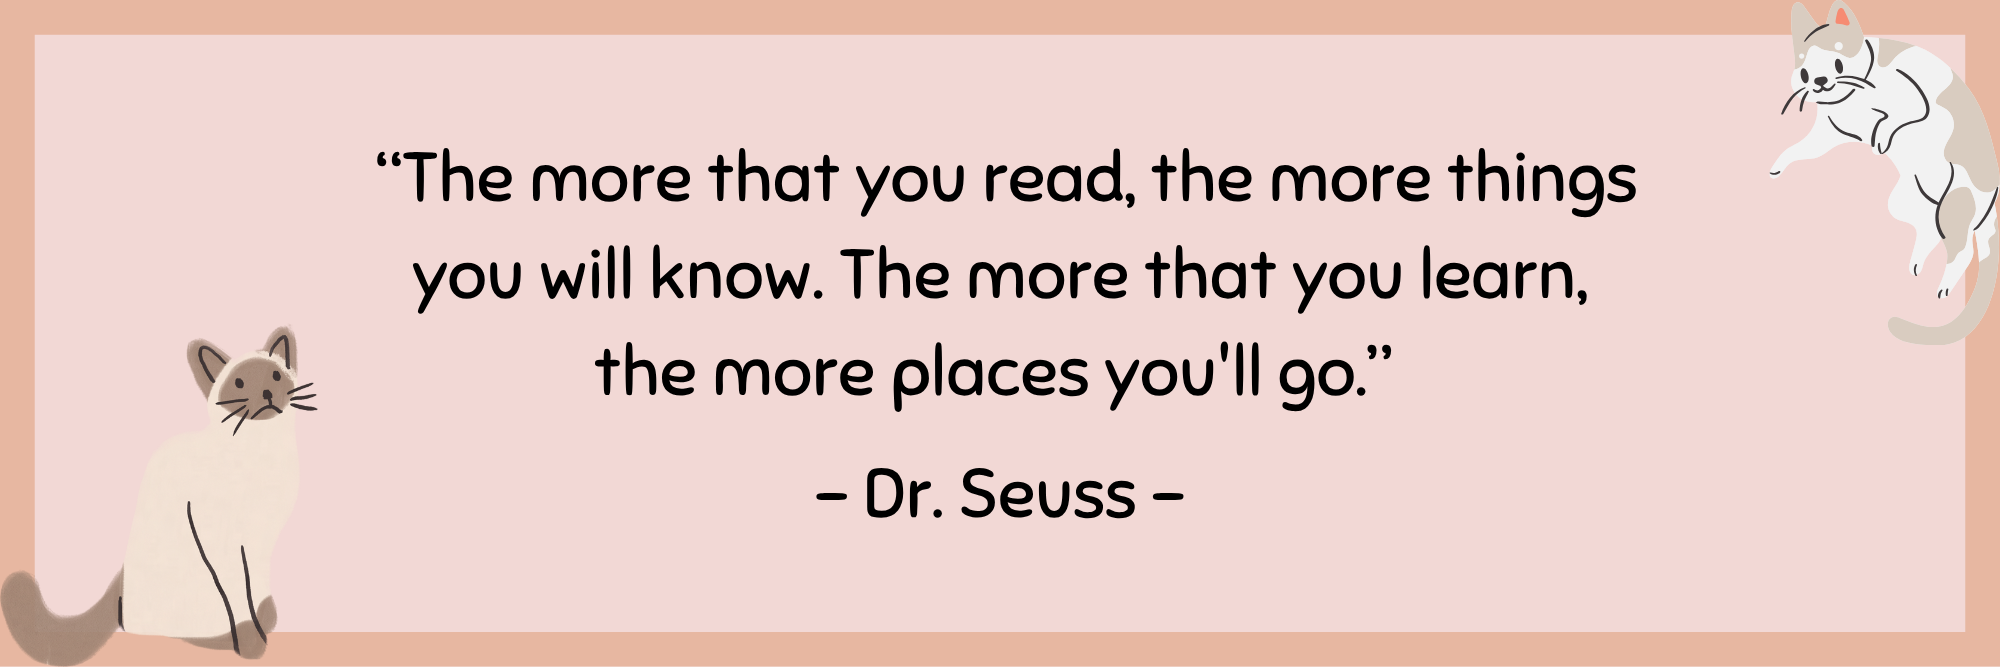 “The more that you read, the more things
you will know. The more that you learn,
the more places you'll go.”
– Dr. Seuss –